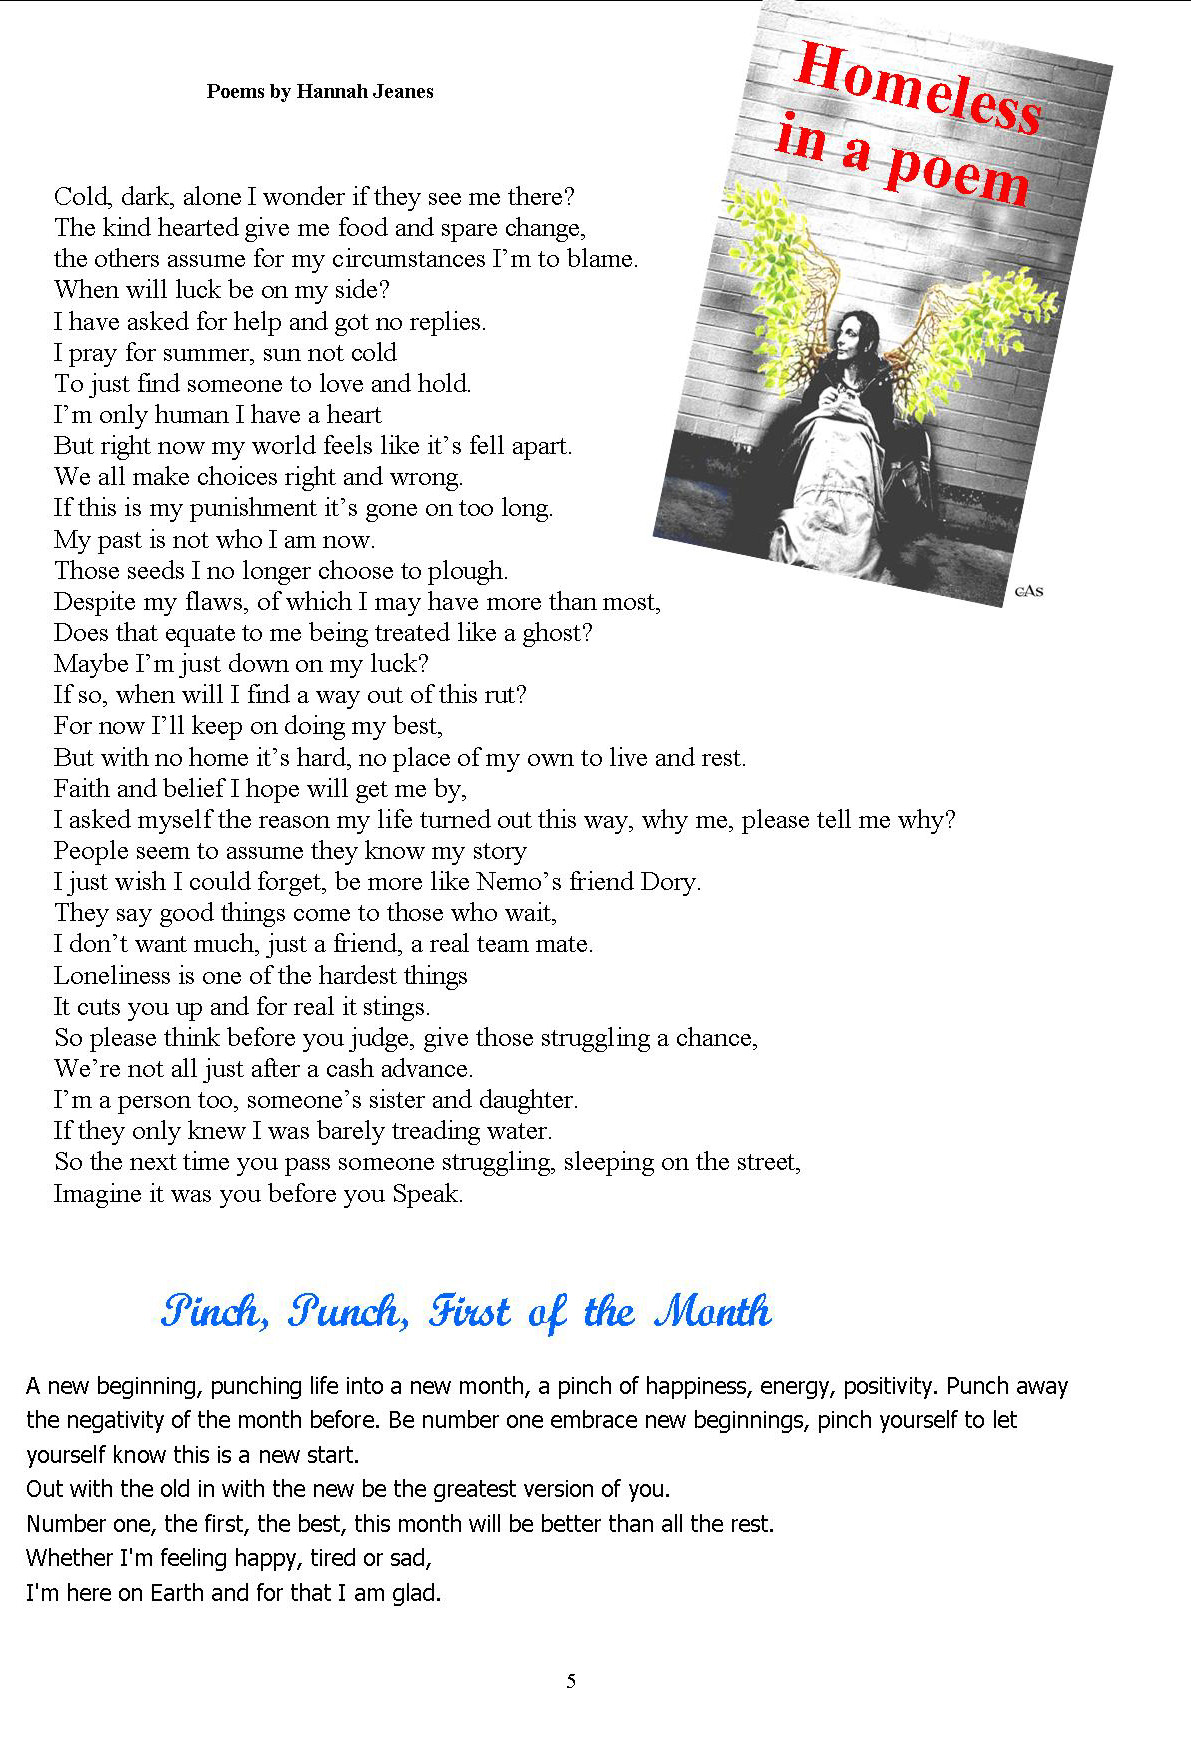 Poems by Hannah Jeanes
Homeless
in a poem
Cold, dark, alone I wonder if they see me there?
The kind hearted give me food and spare change,
the others assume for my circumstances I’m to blame.
When will luck be on my side?
I have asked for help and got no replies.
I pray for summer, sun not cold
To just find someone to love and hold.
I’m only human I have a heart
But right now my world feels like it’s fell apart.
We all make choices right and wrong.
If this is my punishment it’s gone on too long.
My past is not who I am now.
Those seeds I no longer choose to plough.
Despite my flaws, of which I may have more than most,
Does that equate to me being treated like a ghost?
Maybe I’m just down on my luck?
If so, when will I find a way out of this rut?
For now I’ll keep on doing my best,
But with no home it’s hard, no place of my own to live and rest.
Faith and belief I hope will get me by,
I asked myself the reason my life turned out this way, why me, please tell me why?
People seem to assume they know my story
I just wish I could forget, be more like Nemo’s friend Dory.
They say good things come to those who wait,
I don’t want much, just a friend, a real team mate.
Loneliness is one of the hardest things
It cuts you up and for real it stings.
So please think before you judge, give those struggling a chance,
We’re not all just after a cash advance.
I’m a person too, someone’s sister and daughter.
If they only knew I was barely treading water.
So the next time you pass someone struggling, sleeping on the street,
Imagine it was you before you Speak.
cAs
Pinch, Punch, First of the Month
A new beginning, punching life into a new month, a pinch of happiness, energy, positivity. Punch away
the negativity of the month before. Be number one embrace new beginnings, pinch yourself to let
yourself know this is a new start.
Out with the old in with the new be the greatest version of you.
Number one, the first, the best, this month will be better than all the rest.
Whether I'm feeling happy, tired or sad,
I'm here on Earth and for that I am glad.
5